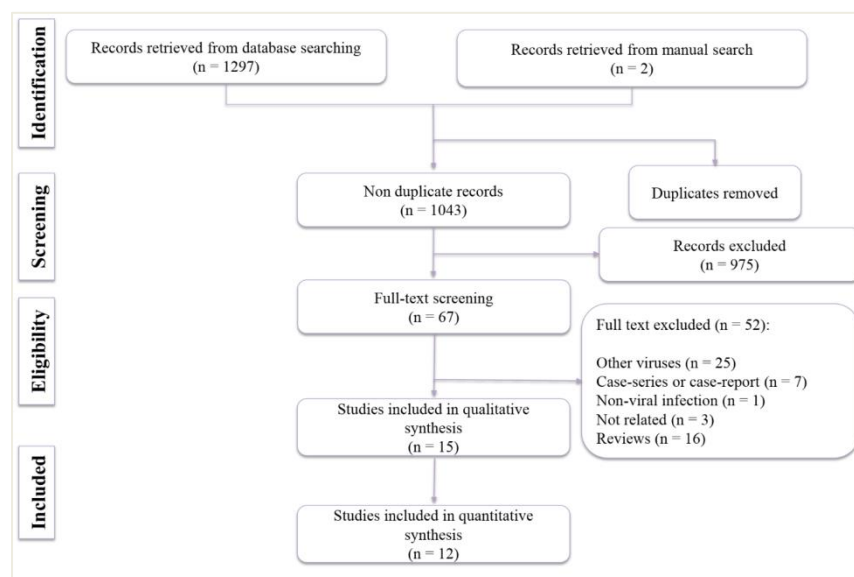 Identification
Records retrieved from database searching
(n = 1297)
Records retrieved from manual search
(n = 2)
Screening
Non duplicate records
(n = 1043)
Duplicates removed
Records excluded
(n = 975)
Eligibility
Full-text screening
(n = 67)
Full text excluded (n = 52):
Other viruses (n = 25)
Case-series or case-report (n = 7)
Non-viral infection (n = 1)
Not related (n = 3)
Reviews (n = 16)
Studies included in qualitative
synthesis
(n = 15)
Included
Studies included in quantitative
synthesis
(n = 12)